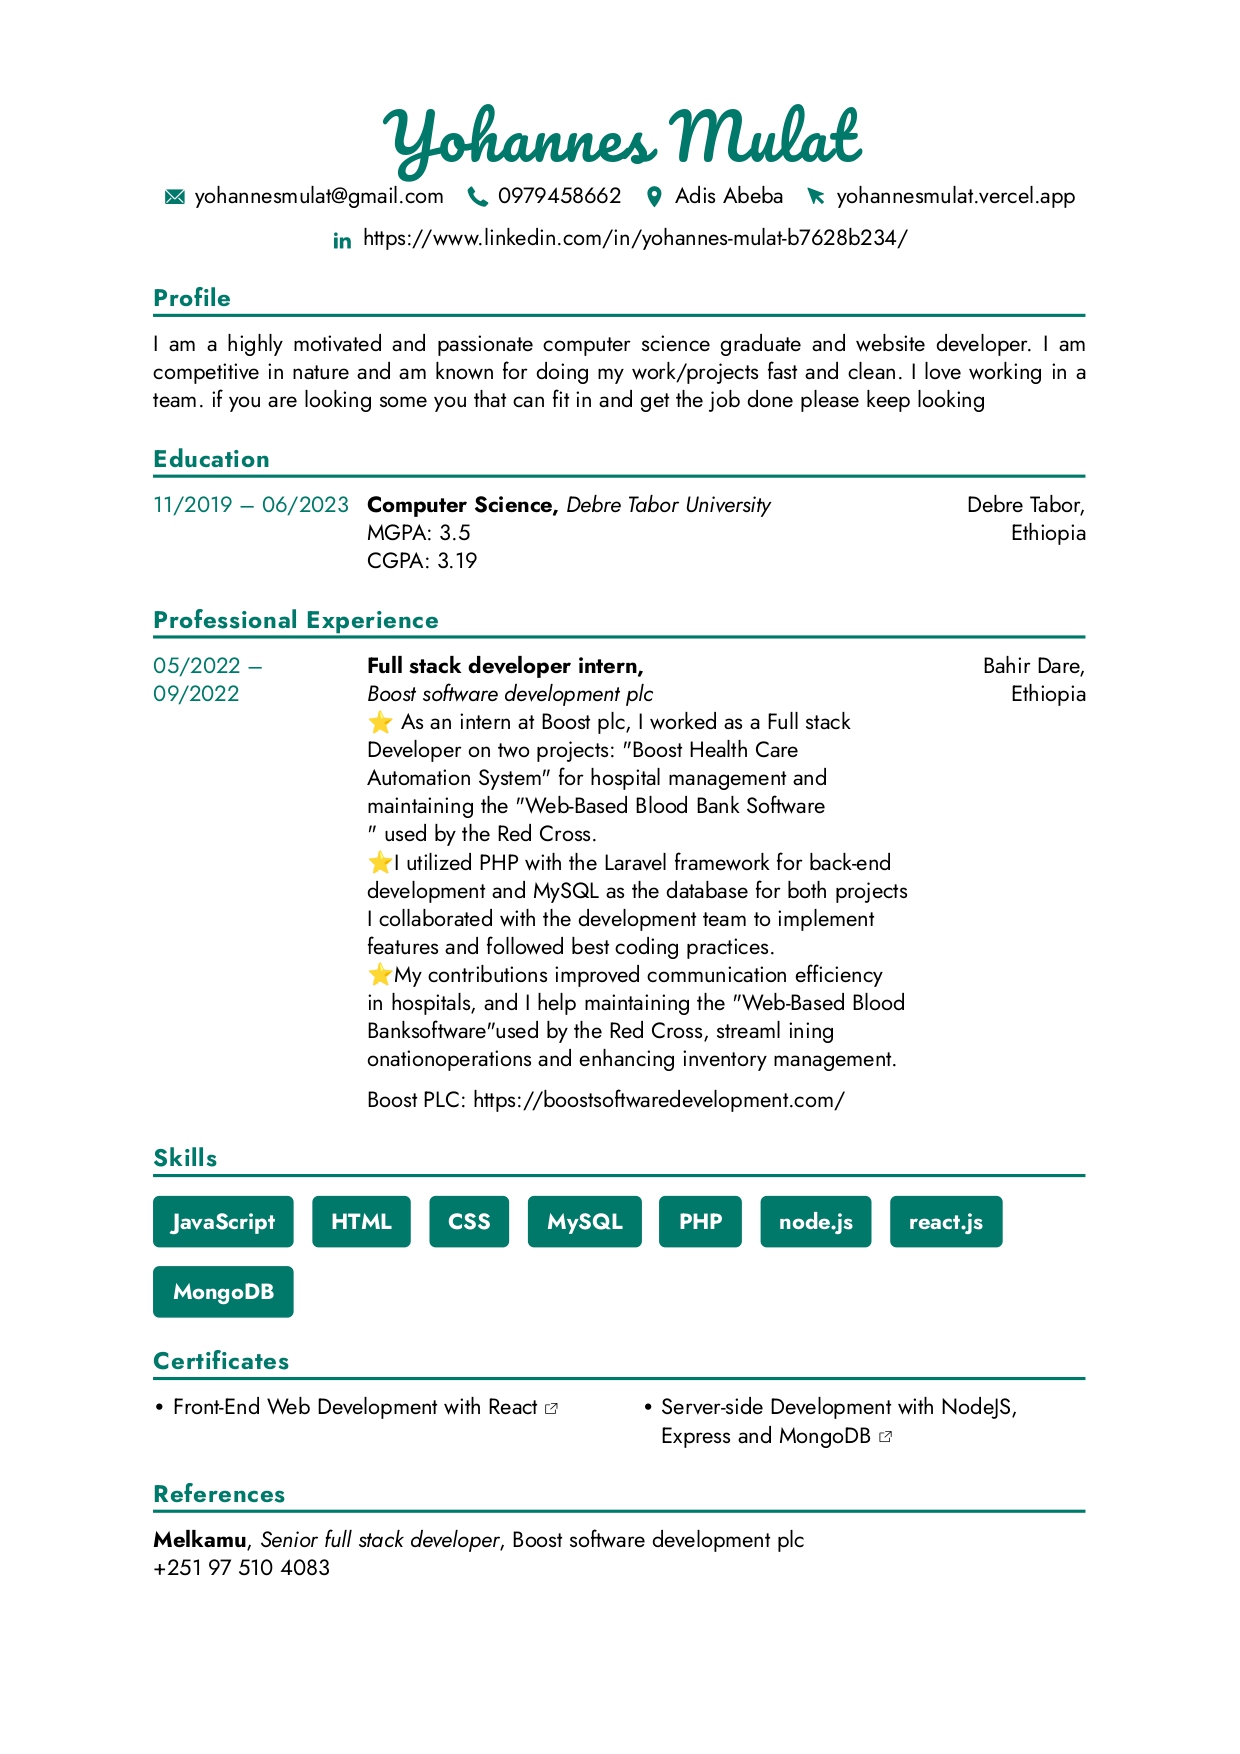 Yohannes Mulat
yohannesmulat@gmail.com 0979458662 Adis Abeba yohannesmulat.vercel.app
https://www.linkedin.com/in/yohannes-mulat-b7628b234/
Profile
I am a highly motivated and passionate computer science graduate and website developer. I am
competitive in nature and am known for doing my work/projects fast and clean. I love working in a
team. if you are looking some you that can fit in and get the job done please keep looking
Education
11/2019 – 06/2023 Computer Science, Debre Tabor University Debre Tabor,
MGPA: 3.5 Ethiopia
CGPA: 3.19
Professional Experience
05/2022 – Full stack developer intern, Bahir Dare,
09/2022 Boost software development plc Ethiopia
⭐ As an intern at Boost plc, I worked as a Full stack
Developer on two projects: "Boost Health Care
Automation System" for hospital management and
maintaining the "Web-Based Blood Bank Software
" used by the Red Cross.
⭐I utilized PHP with the Laravel framework for back-end
development and MySQL as the database for both projects
I collaborated with the development team to implement
features and followed best coding practices.
⭐My contributions improved communication efficiency
in hospitals, and I help maintaining the "Web-Based Blood
Banksoftware"used by the Red Cross, streaml ining
onationoperations and enhancing inventory management.
Boost PLC: https://boostsoftwaredevelopment.com/
Skills
JavaScript HTML CSS MySQL PHP node.js react.js
MongoDB
Certificates
• Front-End Web Development with React • Server-side Development with NodeJS,
Express and MongoDB
References
Melkamu, Senior full stack developer, Boost software development plc
+251 97 510 4083